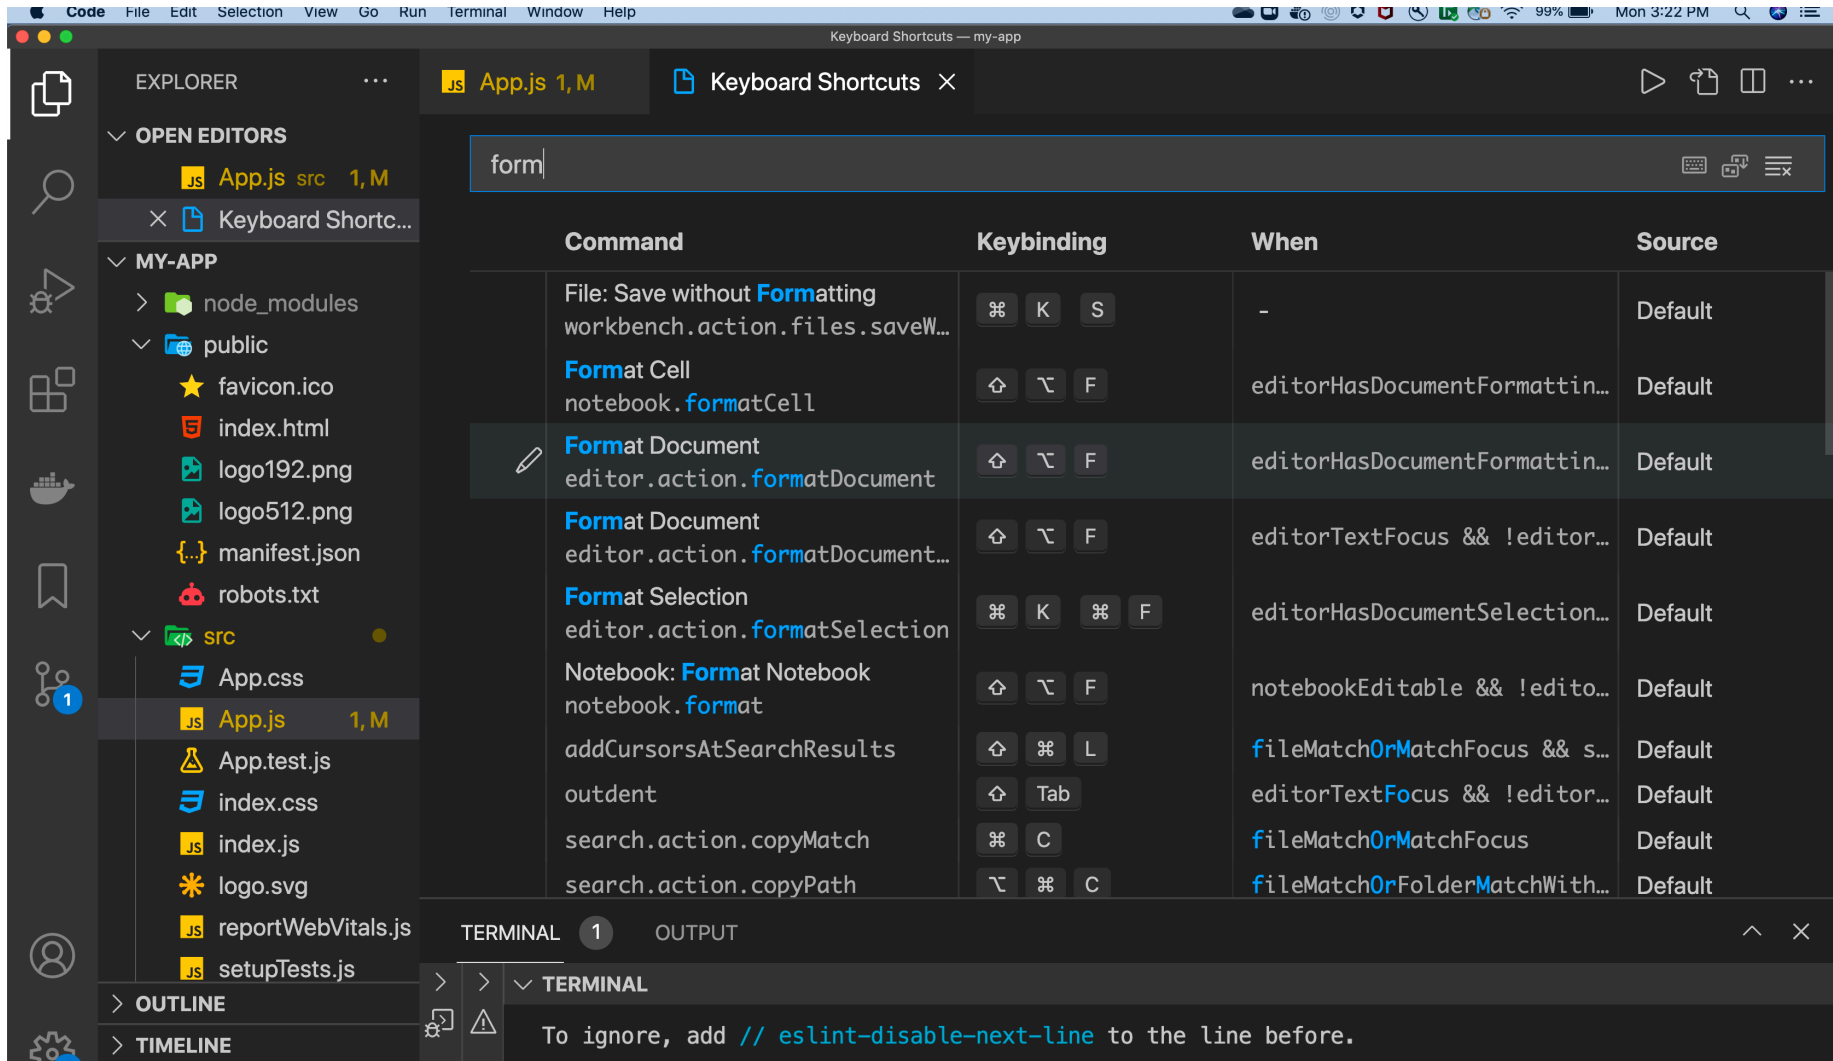 Code File Edit Selection View Go Run Terminal Window Help 99% Mon 3:22 PM
Keyboard Shortcuts — my-app
EXPLORER
App.js 1, M
Keyboard Shortcuts
OPEN EDITORS
App.js src 1, M
Keyboard Shortc...
MY-APP
node_modules
public
favicon.ico
index.html
logo192.png
logo512.png
manifest.json
robots.txt
src
App.css
App.js 1, M
App.test.js
index.css
index.js
logo.svg
reportWebVitals.js
setupTests.js
OUTLINE
TIMELINE
1
form
Command Keybinding When Source
File: Save without Formatting
workbench.action.files.saveW...
⌘ K S - Default
Format Cell
notebook.formatCell
⇧ ⌥ F editorHasDocumentFormattin... Default
Format Document
editor.action.formatDocument
⇧ ⌥ F editorHasDocumentFormattin... Default
Format Document
editor.action.formatDocument...
⇧ ⌥ F editorTextFocus && !editor... Default
Format Selection
editor.action.formatSelection
⌘ K ⌘ F editorHasDocumentSelection... Default
Notebook: Format Notebook
notebook.format
⇧ ⌥ F notebookEditable && !edito... Default
addCursorsAtSearchResults ⇧ ⌘ L fileMatchOrMatchFocus && s... Default
outdent ⇧ Tab editorTextFocus && !editor... Default
search.action.copyMatch ⌘ C fileMatchOrMatchFocus Default
search.action.copyPath ⌥ ⌘ C fileMatchOrFolderMatchWith... Default
TERMINAL 1 OUTPUT
TERMINAL
To ignore, add // eslint-disable-next-line to the line before.